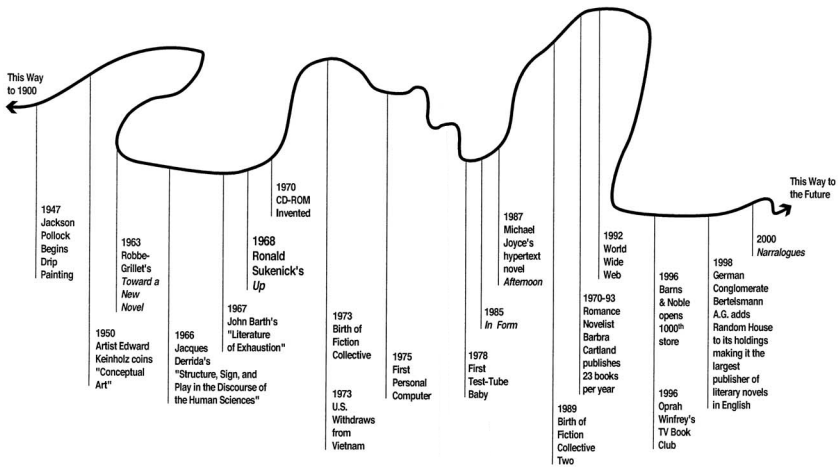 This Way
to 1900
1947
Jackson
Pollock
Begins
Drip
Painting
1950
Artist Edward
Keinholz coins
"Conceptual
Art"
1963
Robbe-
Grillet's
Toward a
New
Novel
1966
Jacques
Derrida's
"Structure, Sign, and
Play in the Discourse of
the Human Sciences"
1967
John Barth's
"Literature
of Exhaustion"
1968
Ronald
Sukenick's
Up
1970
CD-ROM
Invented
1973
Birth of
Fiction
Collective
1973
U.S.
Withdraws
from
Vietnam
1975
First
Personal
Computer
1978
First
Test-Tube
Baby
1985
In Form
1987
Michael
Joyce's
hypertext
novel
Afternoon
1989
Birth of
Fiction
Collective
Two
1970-93
Romance
Novelist
Barbra
Cartland
publishes
23 books
per year
1992
World
Wide
Web
1996
Barns
& Noble
opens
1000th
store
1996
Oprah
Winfrey's
TV Book
Club
1998
German
Conglomerate
Bertelsmann
A.G. adds
Random House
to its holdings
making it the
largest
publisher of
literary novels
in English
2000
Narralogues
This Way to
the Future